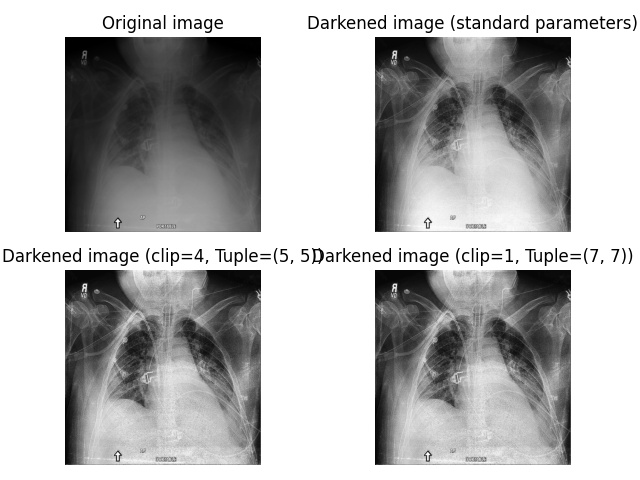 Original image
Darkened image (standard parameters)
Darkened image (clip=4, Tuple=(5, 5))
Darkened image (clip=1, Tuple=(7, 7))